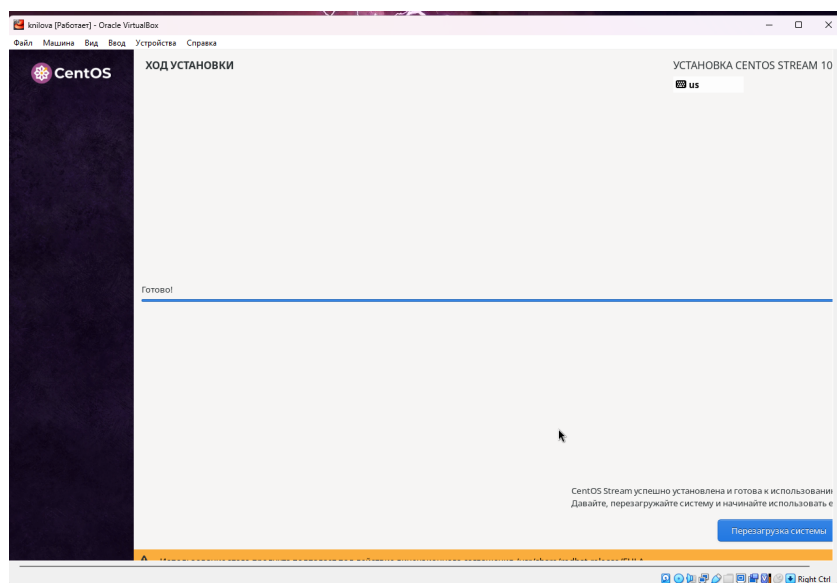 knilova [Работает] - Oracle VirtualBox
Файл Машина Вид Ввод Устройства Справка
CentOS
ХОД УСТАНОВКИ
УСТАНОВКА CENTOS STREAM 10
us
Готово!
CentOS Stream успешно установлена и готова к использовани
Давайте, перезагружайте систему и начинайте использовать е
Перезагрузка системы
Right Ctrl